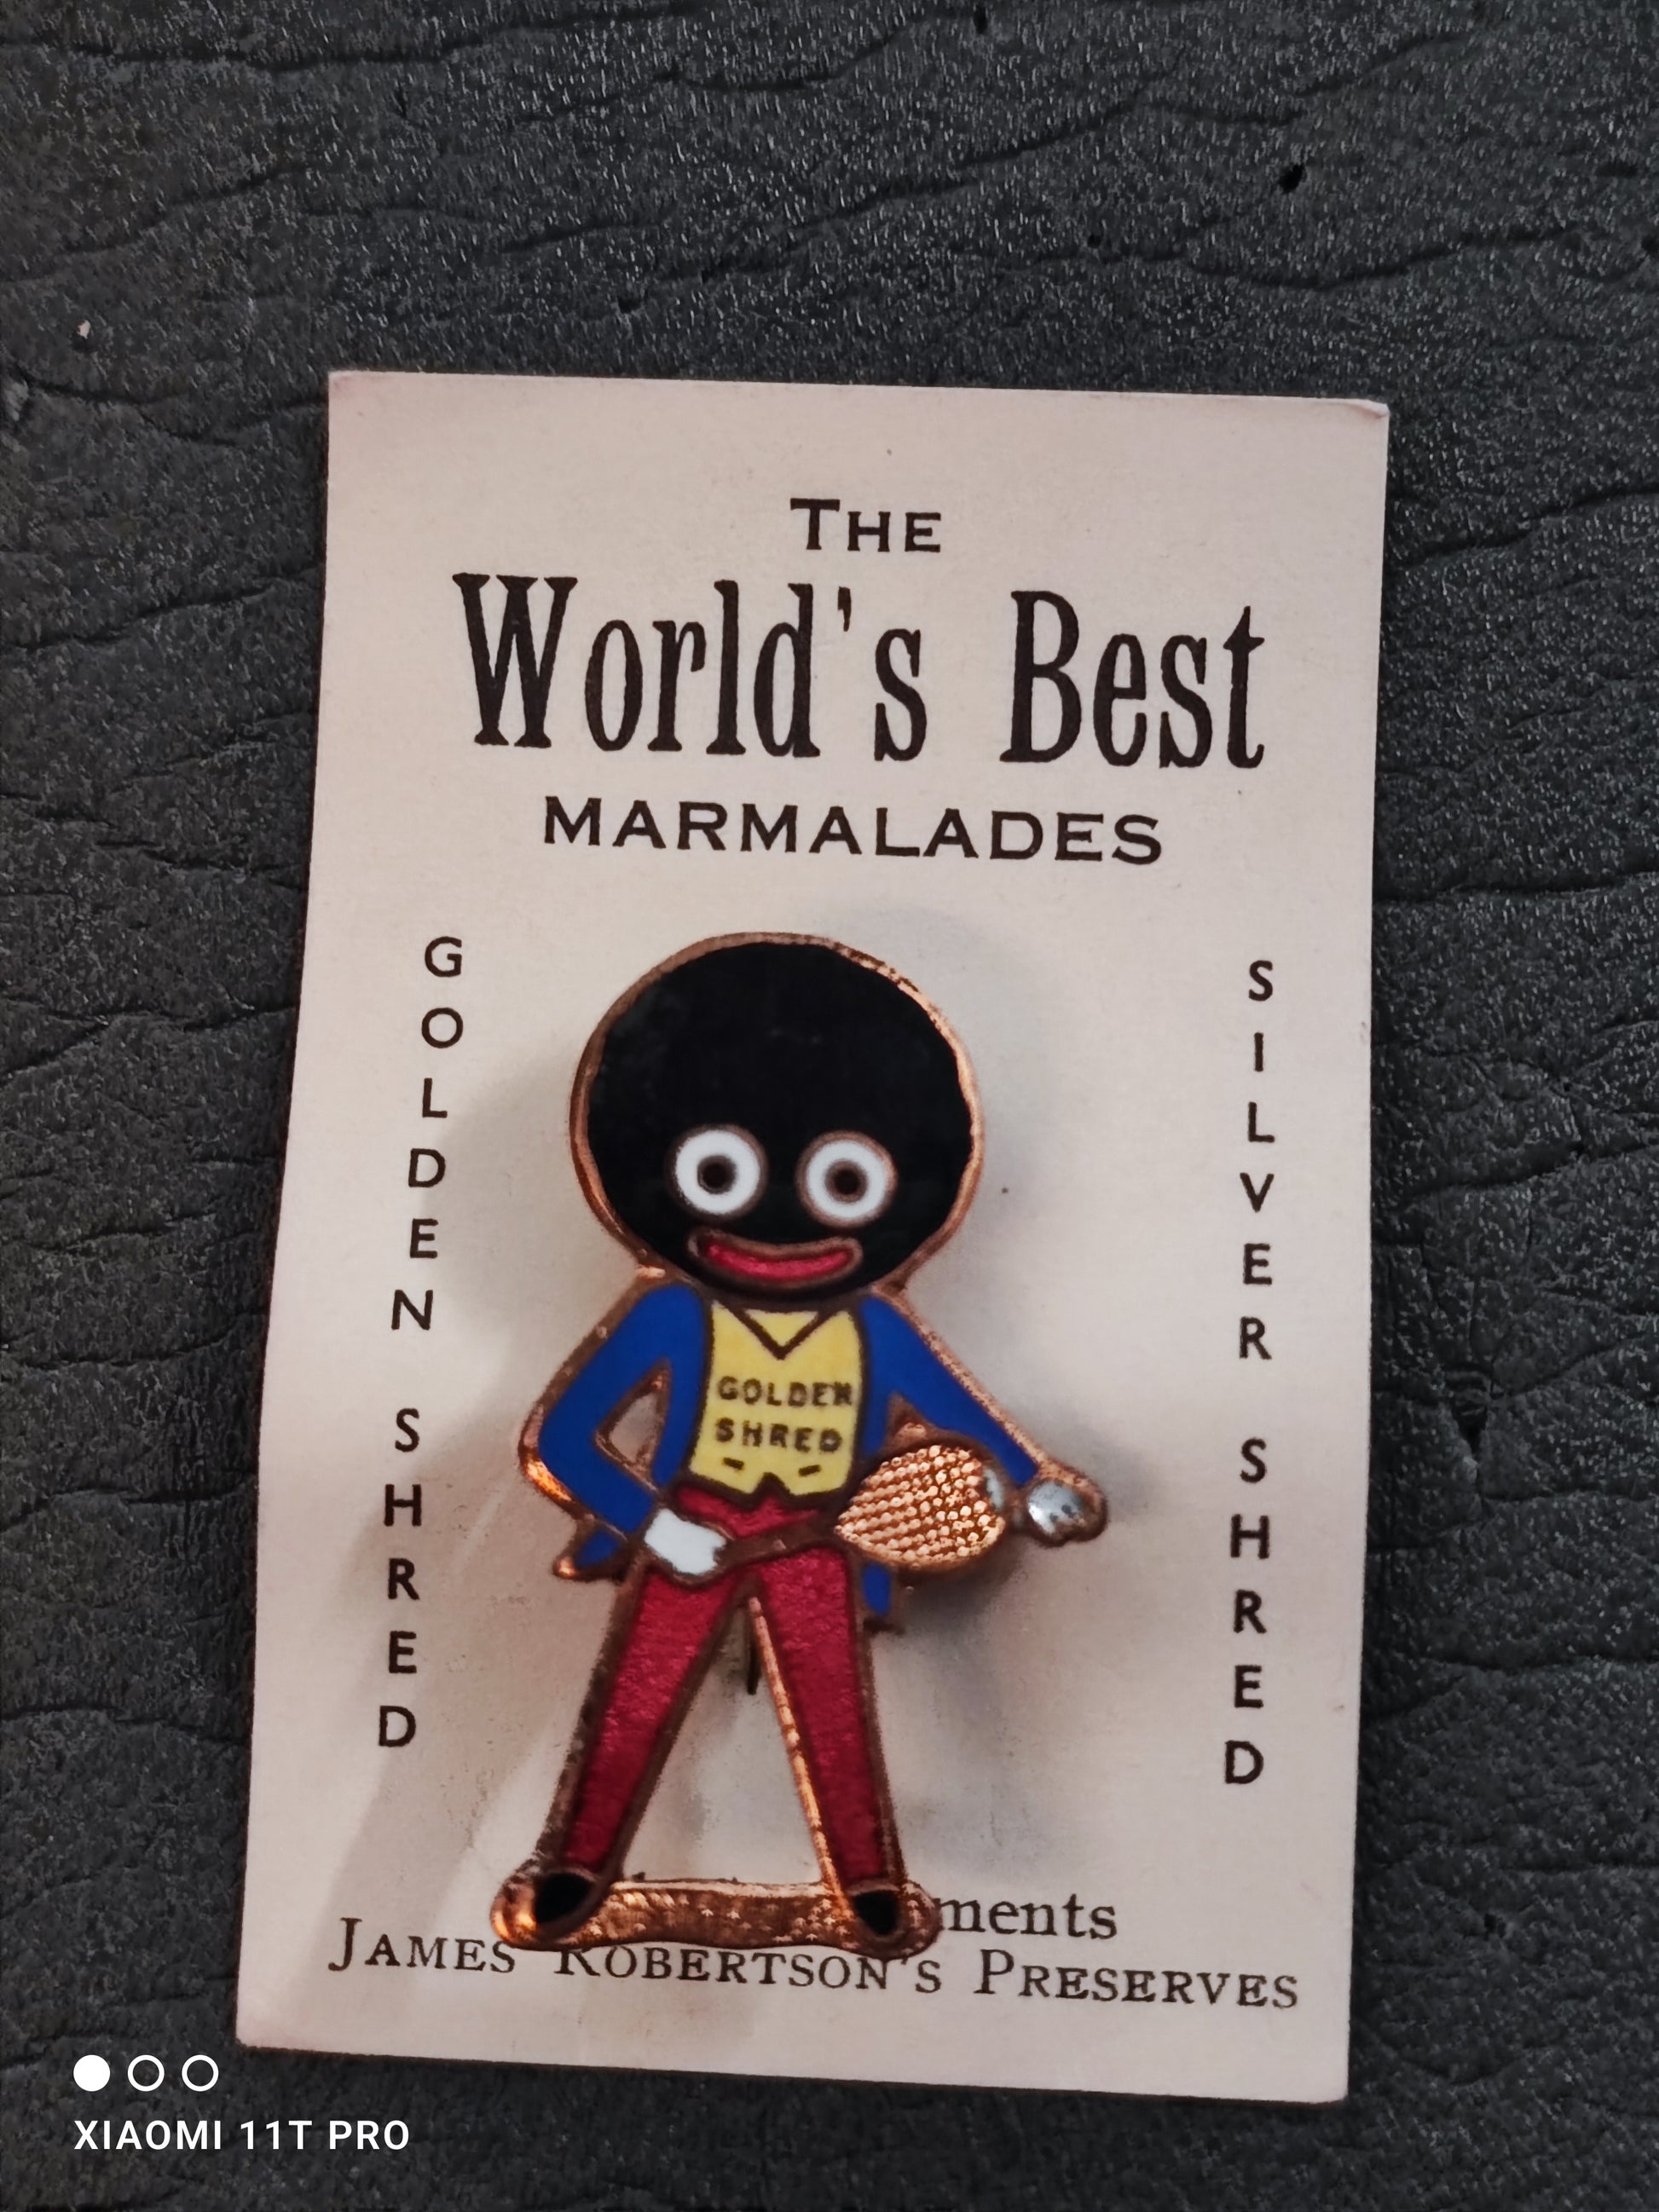 THE
World's Best
MARMALADES
GOLDEN SHRED
SILVER SHRED
GOLDEN
SHRED
ments
JAMES ROBERTSON'S PRESERVES
XIAOMI 11T PRO